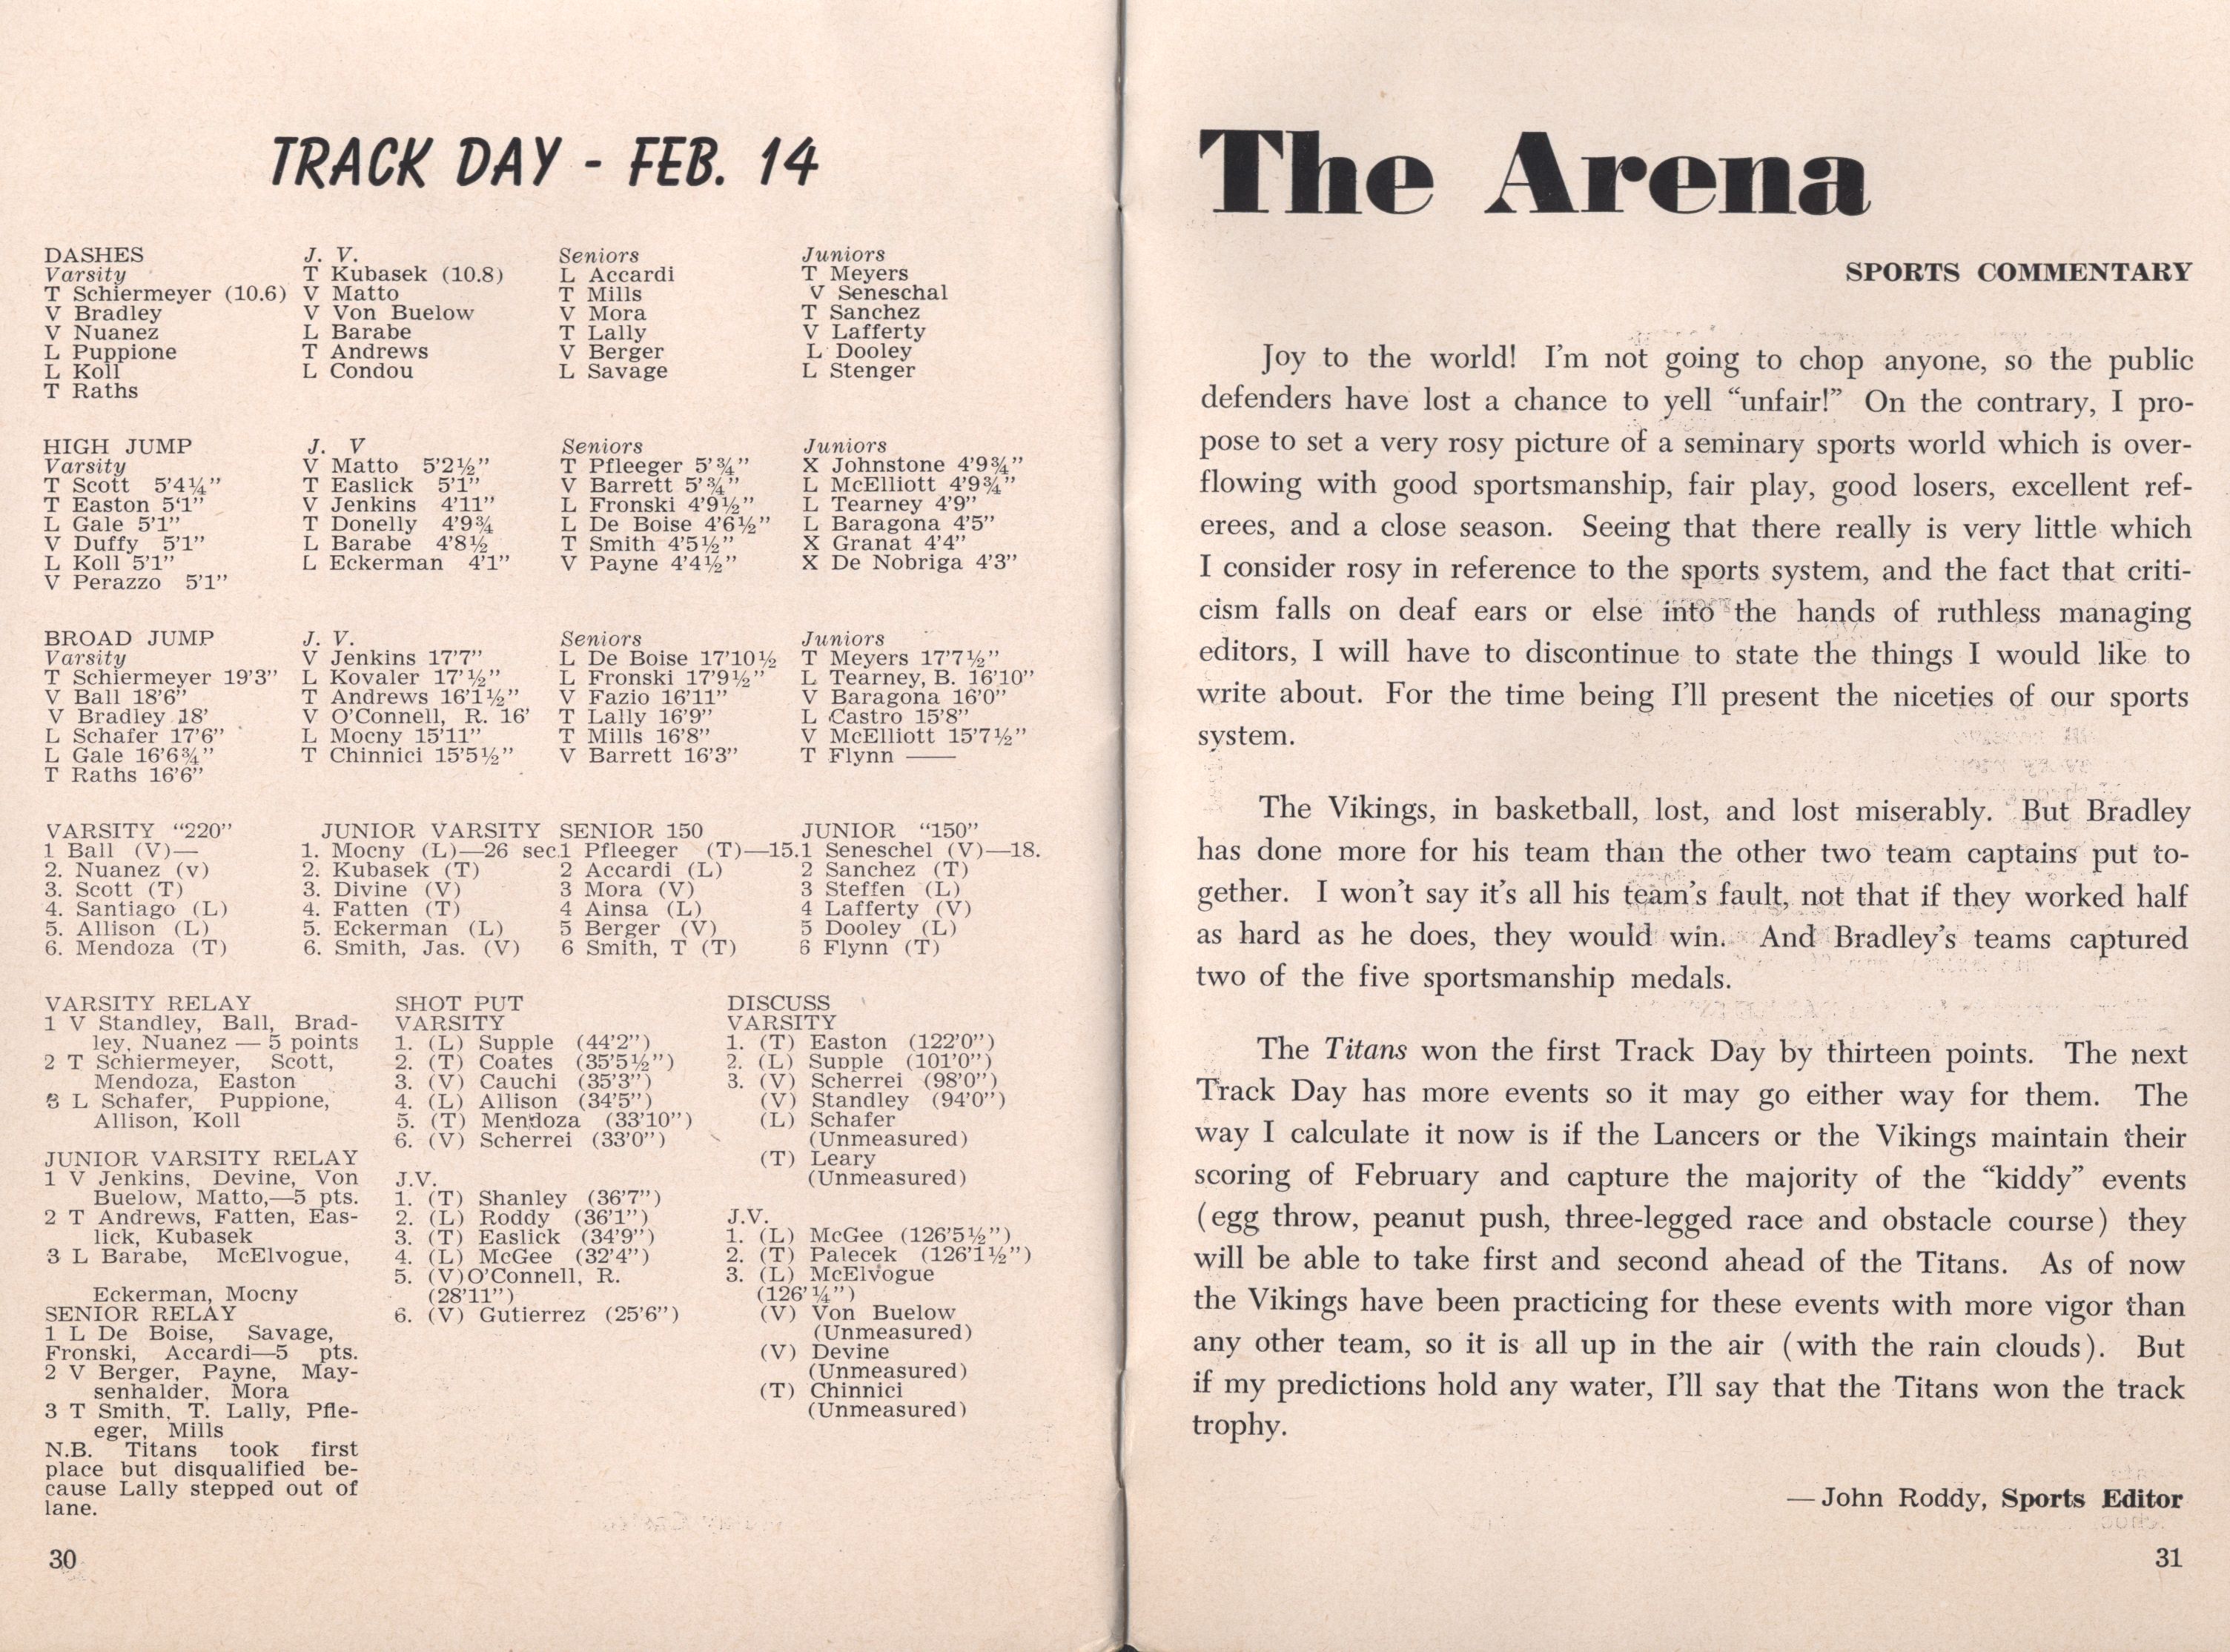 TRACK DAY - FEB. 14
DASHES
Varsity
T Schiermeyer (10.6)
V Bradley
V Nuanez
L Puppione
L Koll
T Raths
J. V.
T Kubasek (10.8)
V Matto
V Von Buelow
L Barabe
T Andrews
L Condou
Seniors
L Accardi
T Mills
V Mora
T Lally
V Berger
L Savage
Juniors
T Meyers
V Seneschal
T Sanchez
V Lafferty
L Dooley
L Stenger
HIGH JUMP
Varsity
T Scott 5'4¼”
T Easton 5'1”
L Gale 5'1”
V Duffy 5'1”
L Koll 5'1”
V Perazzo 5'1”
J. V
V Matto 5'2½”
T Easlick 5'1”
V Jenkins 4'11”
T Donelly 4'9¾
L Barabe 4'8½
L Eckerman 4'1”
Seniors
T Pfleeger 5'¾”
V Barrett 5'¾”
L Fronski 4'9½”
L De Boise 4'6½”
T Smith 4'5½”
V Payne 4'4½”
Juniors
X Johnstone 4'9¾”
L McElliott 4'9¾”
L Tearney 4'9”
L Baragona 4'5”
X Granat 4'4”
X De Nobriga 4'3”
BROAD JUMP
Varsity
T Schiermeyer 19'3”
V Ball 18'6”
V Bradley 18'
L Schafer 17'6”
L Gale 16'6¾”
T Raths 16'6”
J. V.
V Jenkins 17'7”
L Kovaler 17'½”
T Andrews 16'1½”
V O'Connell, R. 16'
L Mocny 15'11”
T Chinnici 15'5½”
Seniors
L De Boise 17'10½
L Fronski 17'9½”
V Fazio 16'11”
T Lally 16'9”
T Mills 16'8”
V Barrett 16'3”
Juniors
T Meyers 17'7½”
L Tearney, B. 16'10”
V Baragona 16'0”
L Castro 15'8”
V McElliott 15'7½”
T Flynn ——
VARSITY “220”
1 Ball (V)—
2. Nuanez (v)
3. Scott (T)
4. Santiago (L)
5. Allison (L)
6. Mendoza (T)
JUNIOR VARSITY
1. Mocny (L)—26 sec.
2. Kubasek (T)
3. Divine (V)
4. Fatten (T)
5. Eckerman (L)
6. Smith, Jas. (V)
SENIOR 150
1 Pfleeger (T)—15.
2 Accardi (L)
3 Mora (V)
4 Ainsa (L)
5 Berger (V)
6 Smith, T (T)
JUNIOR “150”
1 Seneschel (V)—18.
2 Sanchez (T)
3 Steffen (L)
4 Lafferty (V)
5 Dooley (L)
6 Flynn (T)
VARSITY RELAY
1 V Standley, Ball, Brad-
ley, Nuanez — 5 points
2 T Schiermeyer, Scott,
Mendoza, Easton
3 L Schafer, Puppione,
Allison, Koll
JUNIOR VARSITY RELAY
1 V Jenkins, Devine, Von
Buelow, Matto,—5 pts.
2 T Andrews, Fatten, Eas-
lick, Kubasek
3 L Barabe, McElvogue,
Eckerman, Mocny
SENIOR RELAY
1 L De Boise, Savage,
Fronski, Accardi—5 pts.
2 V Berger, Payne, May-
senhalder, Mora
3 T Smith, T. Lally, Pfle-
eger, Mills
N.B. Titans took first
place but disqualified be-
cause Lally stepped out of
lane.
SHOT PUT
VARSITY
1. (L) Supple (44'2”)
2. (T) Coates (35'5½”)
3. (V) Cauchi (35'3”)
4. (L) Allison (34'5”)
5. (T) Mendoza (33'10”)
6. (V) Scherrei (33'0”)
J.V.
1. (T) Shanley (36'7”)
2. (L) Roddy (36'1”)
3. (T) Easlick (34'9”)
4. (L) McGee (32'4”)
5. (V)O'Connell, R.
(28'11”)
6. (V) Gutierrez (25'6”)
DISCUSS
VARSITY
1. (T) Easton (122'0”)
2. (L) Supple (101'0”)
3. (V) Scherrei (98'0”)
(V) Standley (94'0”)
(L) Schafer
(Unmeasured)
(T) Leary
(Unmeasured)
J.V.
1. (L) McGee (126'5½”)
2. (T) Palecek (126'1½”)
3. (L) McElvogue
(126'¼”)
(V) Von Buelow
(Unmeasured)
(V) Devine
(Unmeasured)
(T) Chinnici
(Unmeasured)
30
The Arena
SPORTS COMMENTARY
Joy to the world! I'm not going to chop anyone, so the public
defenders have lost a chance to yell “unfair!” On the contrary, I pro-
pose to set a very rosy picture of a seminary sports world which is over-
flowing with good sportsmanship, fair play, good losers, excellent ref-
erees, and a close season. Seeing that there really is very little which
I consider rosy in reference to the sports system, and the fact that criti-
cism falls on deaf ears or else into the hands of ruthless managing
editors, I will have to discontinue to state the things I would like to
write about. For the time being I'll present the niceties of our sports
system.
The Vikings, in basketball, lost, and lost miserably. But Bradley
has done more for his team than the other two team captains put to-
gether. I won't say it's all his team's fault, not that if they worked half
as hard as he does, they would win. And Bradley's teams captured
two of the five sportsmanship medals.
The Titans won the first Track Day by thirteen points. The next
Track Day has more events so it may go either way for them. The
way I calculate it now is if the Lancers or the Vikings maintain their
scoring of February and capture the majority of the “kiddy” events
(egg throw, peanut push, three-legged race and obstacle course) they
will be able to take first and second ahead of the Titans. As of now
the Vikings have been practicing for these events with more vigor than
any other team, so it is all up in the air (with the rain clouds). But
if my predictions hold any water, I'll say that the Titans won the track
trophy.
— John Roddy, Sports Editor
31